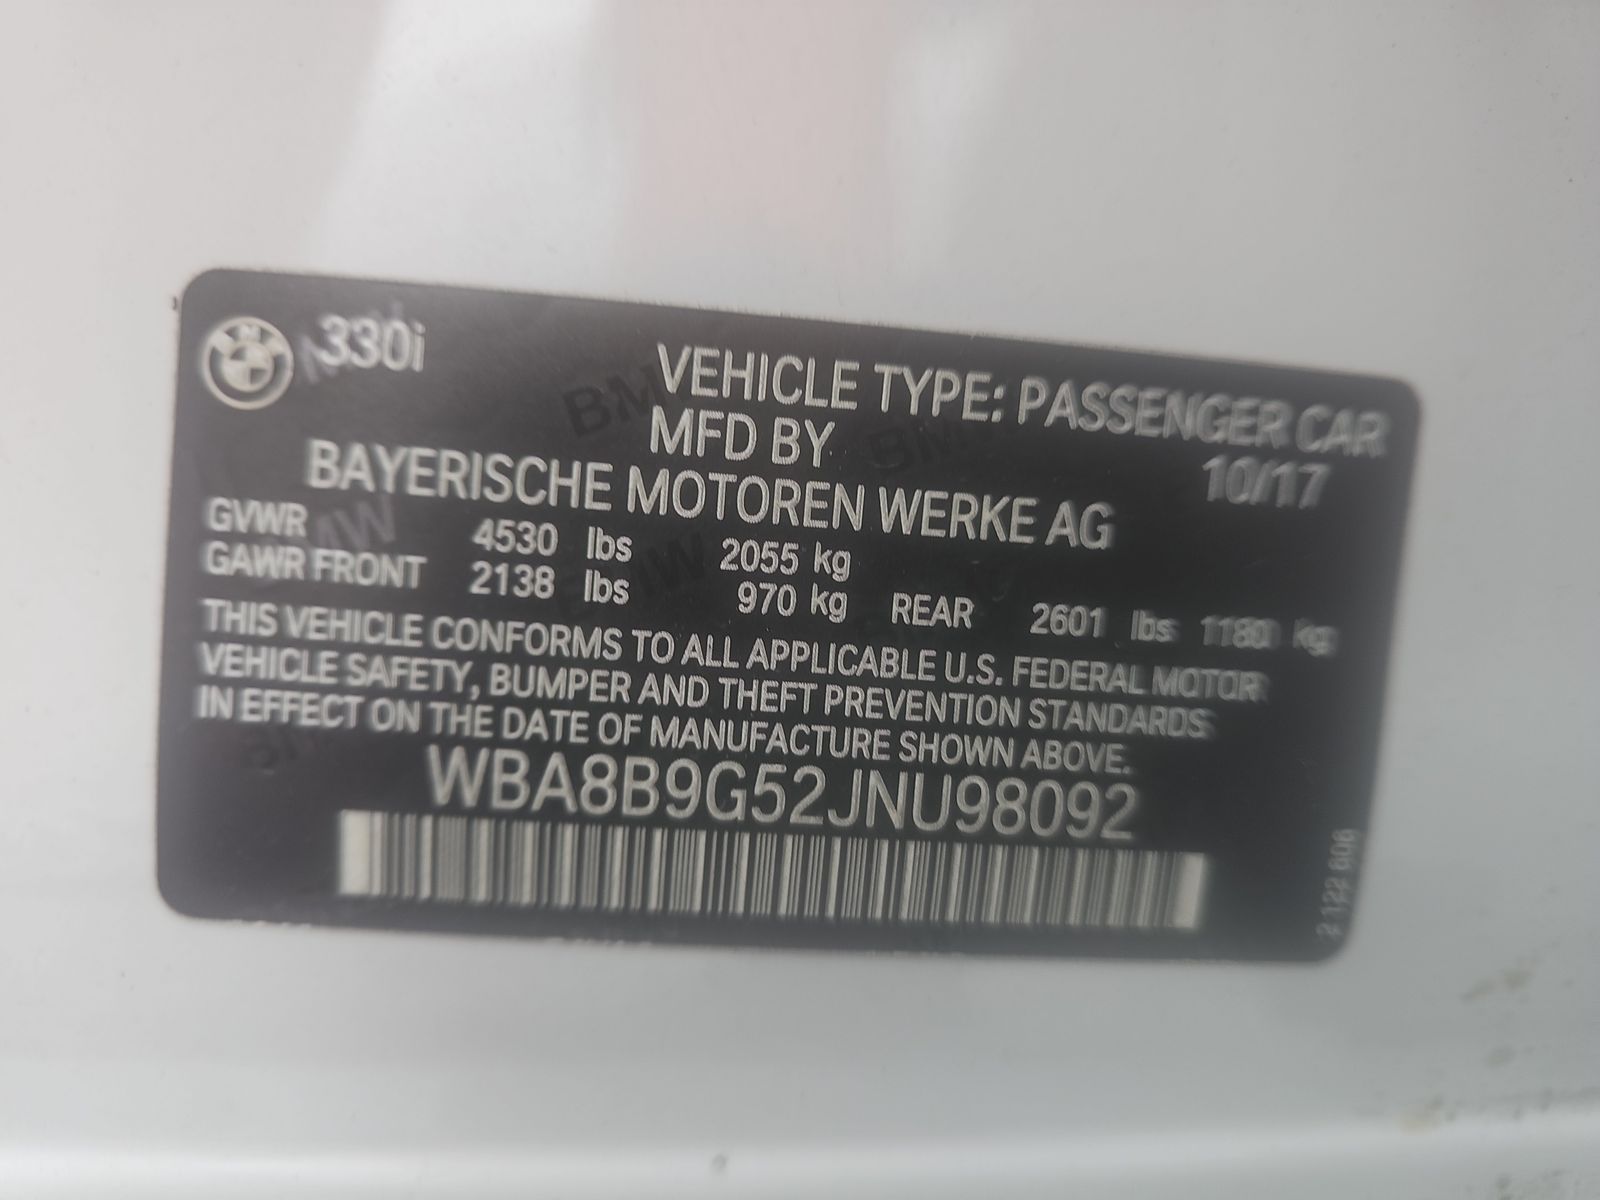 330i
VEHICLE TYPE: PASSENGER CAR
MFD BY
10/17
BAYERISCHE MOTOREN WERKE AG
GVWR 4530 lbs 2055 kg
GAWR FRONT 2138 lbs 970 kg REAR 2601 lbs 1180 kg
THIS VEHICLE CONFORMS TO ALL APPLICABLE U.S. FEDERAL MOTOR
VEHICLE SAFETY, BUMPER AND THEFT PREVENTION STANDARDS
IN EFFECT ON THE DATE OF MANUFACTURE SHOWN ABOVE.
WBA8B9G52JNU98092